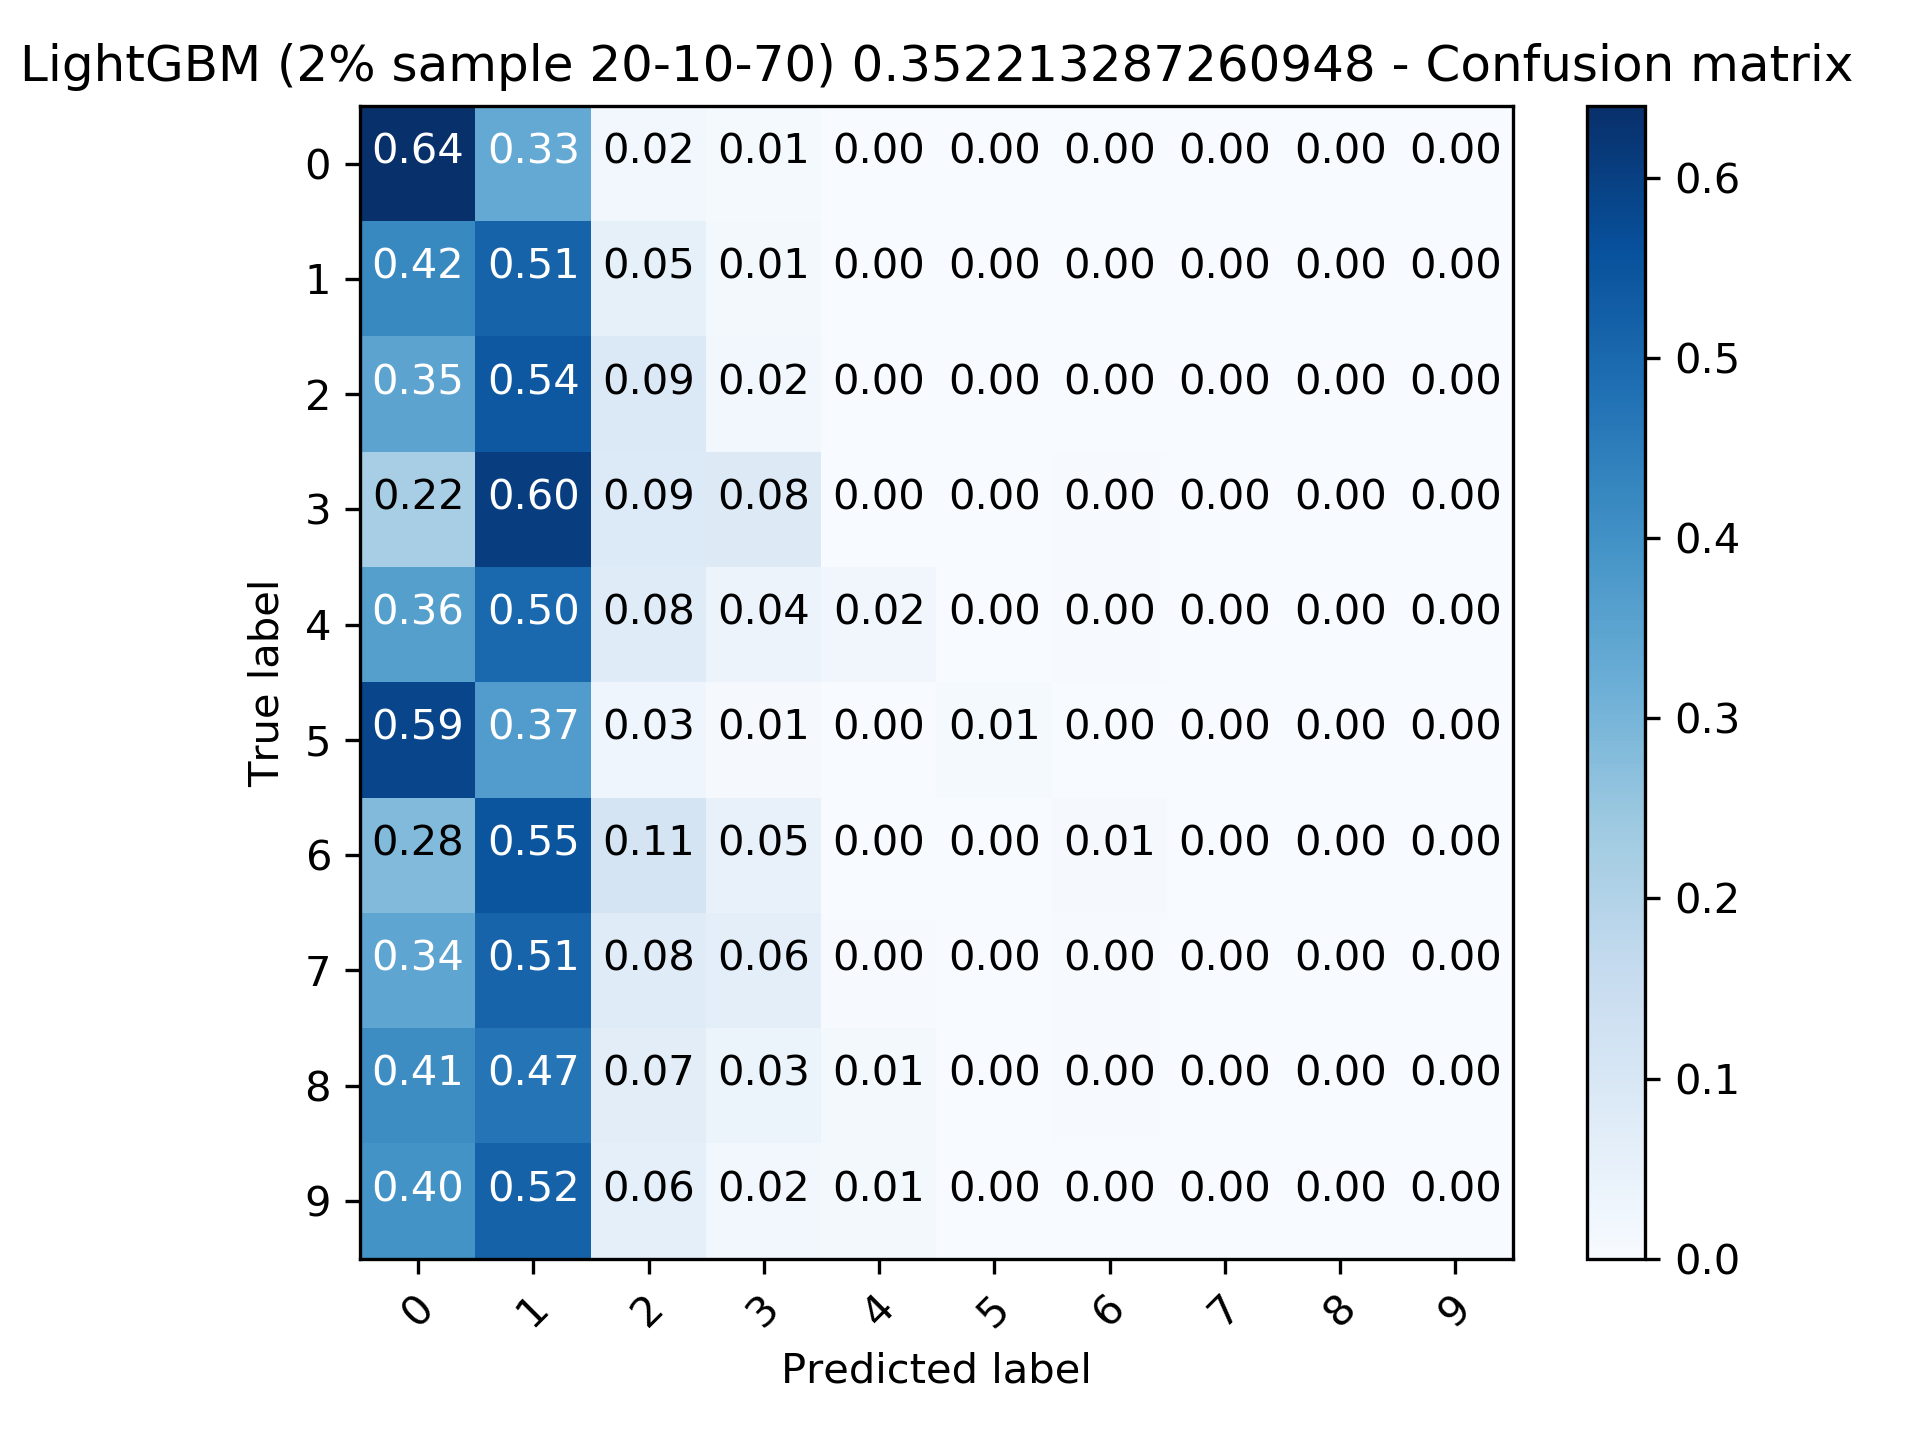 LightGBM (2% sample 20-10-70) 0.352213287260948 - Confusion matrix
0 0.64 0.33 0.02 0.01 0.00 0.00 0.00 0.00 0.00 0.00
1 0.42 0.51 0.05 0.01 0.00 0.00 0.00 0.00 0.00 0.00
2 0.35 0.54 0.09 0.02 0.00 0.00 0.00 0.00 0.00 0.00
3 0.22 0.60 0.09 0.08 0.00 0.00 0.00 0.00 0.00 0.00
4 0.36 0.50 0.08 0.04 0.02 0.00 0.00 0.00 0.00 0.00
5 0.59 0.37 0.03 0.01 0.00 0.01 0.00 0.00 0.00 0.00
6 0.28 0.55 0.11 0.05 0.00 0.00 0.01 0.00 0.00 0.00
7 0.34 0.51 0.08 0.06 0.00 0.00 0.00 0.00 0.00 0.00
8 0.41 0.47 0.07 0.03 0.01 0.00 0.00 0.00 0.00 0.00
9 0.40 0.52 0.06 0.02 0.01 0.00 0.00 0.00 0.00 0.00
0 1 2 3 4 5 6 7 8 9
True label
Predicted label
0.6
0.5
0.4
0.3
0.2
0.1
0.0